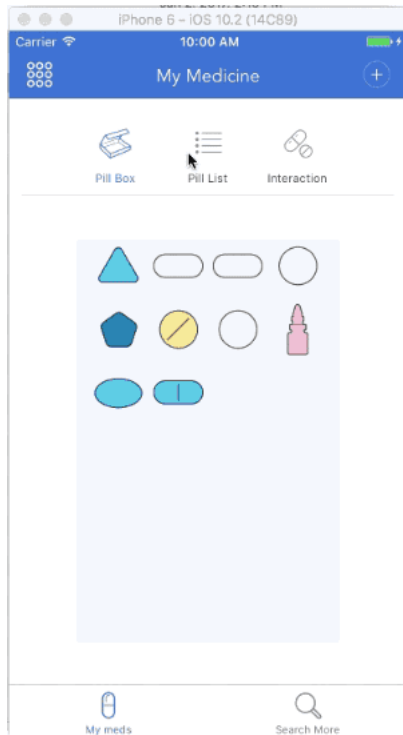 iPhone 6 – iOS 10.2 (14C89)
Carrier 10:00 AM
My Medicine
Pill Box Pill List Interaction
My meds Search More